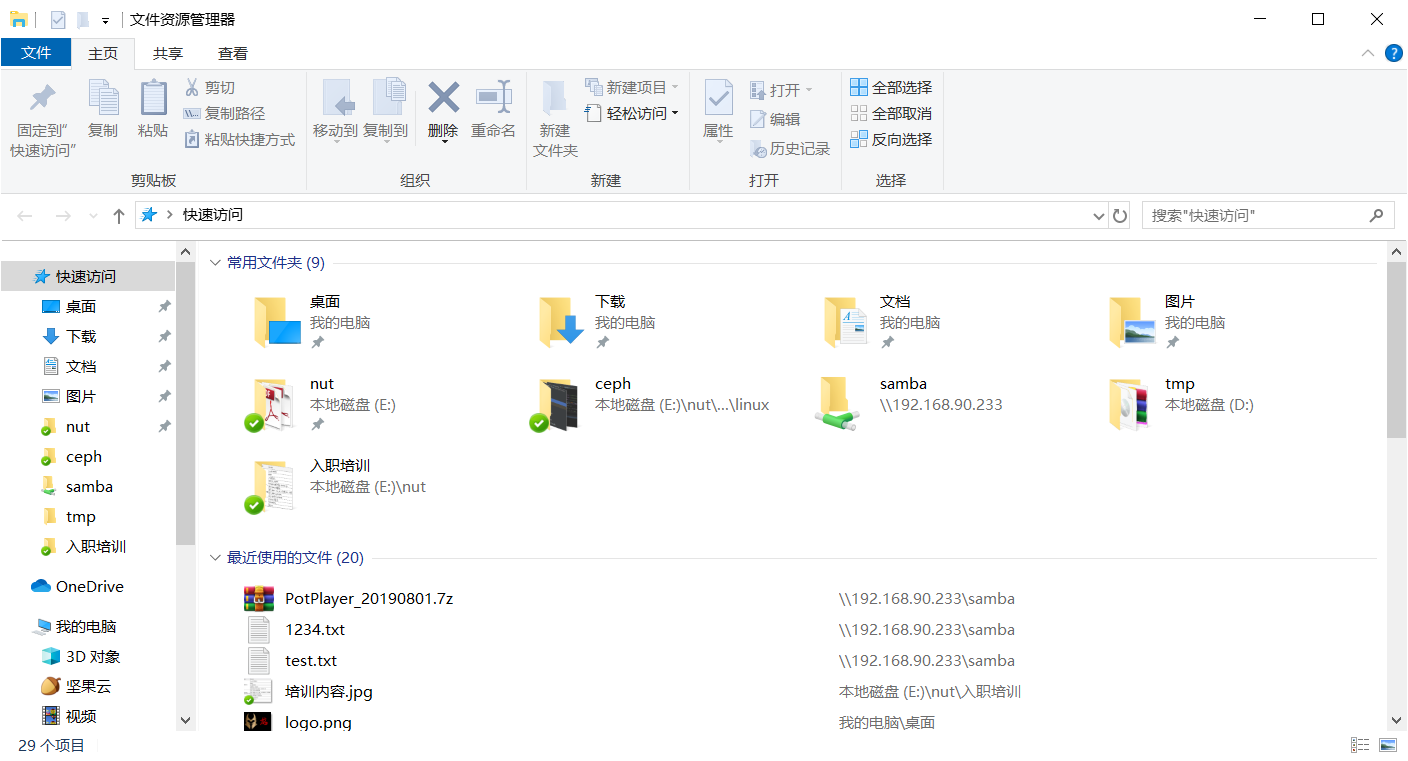 文件资源管理器
文件 主页 共享 查看
固定到"
快速访问"
复制
粘贴
剪切
复制路径
粘贴快捷方式
剪贴板
移动到
复制到
删除
重命名
组织
新建
文件夹
新建项目
轻松访问
新建
属性
打开
编辑
历史记录
打开
全部选择
全部取消
反向选择
选择
快速访问
搜索"快速访问"
快速访问
桌面
下载
文档
图片
nut
ceph
samba
tmp
入职培训
OneDrive
我的电脑
3D 对象
坚果云
视频
常用文件夹 (9)
桌面
我的电脑
下载
我的电脑
文档
我的电脑
图片
我的电脑
nut
本地磁盘 (E:)
ceph
本地磁盘 (E:)\nut\...\linux
samba
\\192.168.90.233
tmp
本地磁盘 (D:)
入职培训
本地磁盘 (E:)\nut
最近使用的文件 (20)
PotPlayer_20190801.7z \\192.168.90.233\samba
1234.txt \\192.168.90.233\samba
test.txt \\192.168.90.233\samba
培训内容.jpg 本地磁盘 (E:)\nut\入职培训
logo.png 我的电脑\桌面
29 个项目